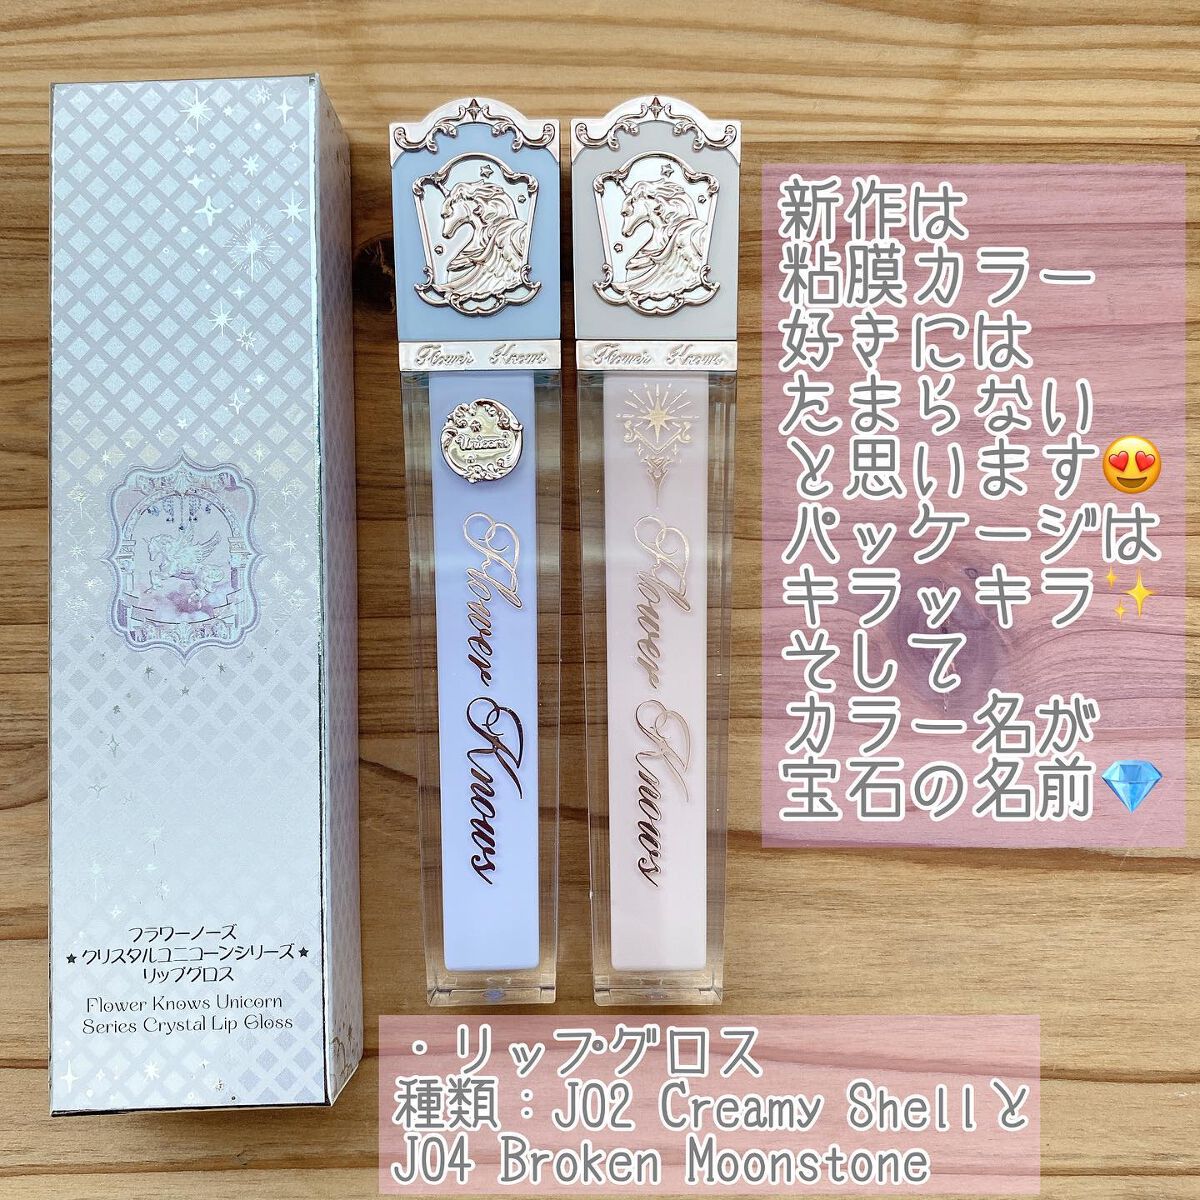 新作は
粘膜カラー
好きには
たまらない
と思います😍
パッケージは
キラッキラ✨
そして
カラー名が
宝石の名前💎
Flower Knows
Flower Knows
Unicorn
Flower Knows
Flower Knows
フラワーノーズ
★クリスタルユニコーンシリーズ★
リップグロス
Flower Knows Unicorn
Series Crystal Lip Gloss
・リップグロス
種類：J02 Creamy Shellと
J04 Broken Moonstone